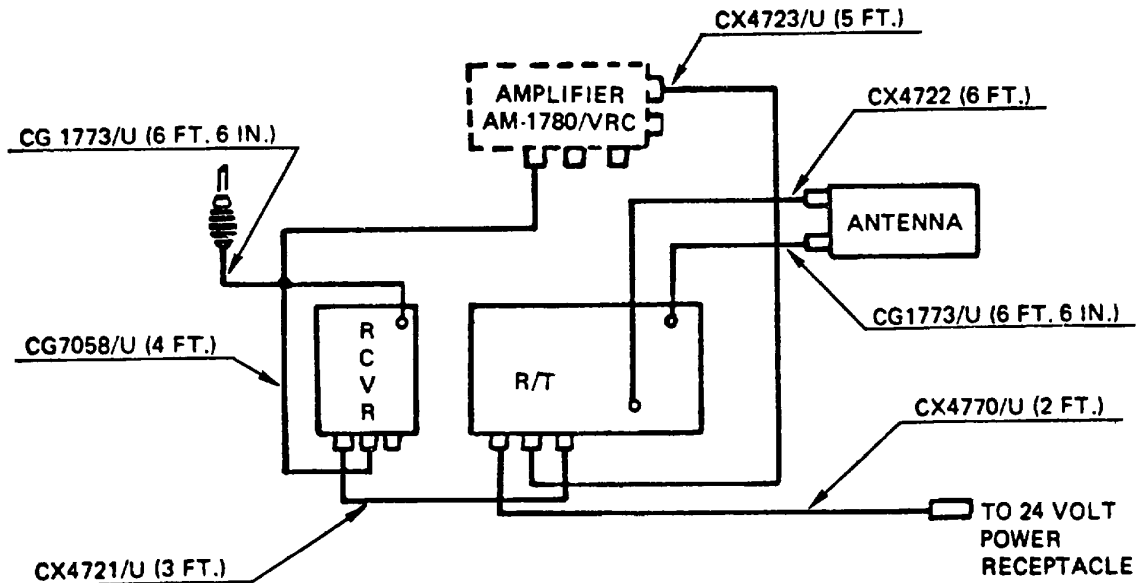 CX4723/U (5 FT.)
AMPLIFIER
AM-1780/VRC
CX4722 (6 FT.)
CG 1773/U (6 FT. 6 IN.)
ANTENNA
CG1773/U (6 FT. 6 IN.)
CG7058/U (4 FT.)
R
C
V
R
R/T
CX4770/U (2 FT.)
TO 24 VOLT
POWER
RECEPTACLE
CX4721/U (3 FT.)